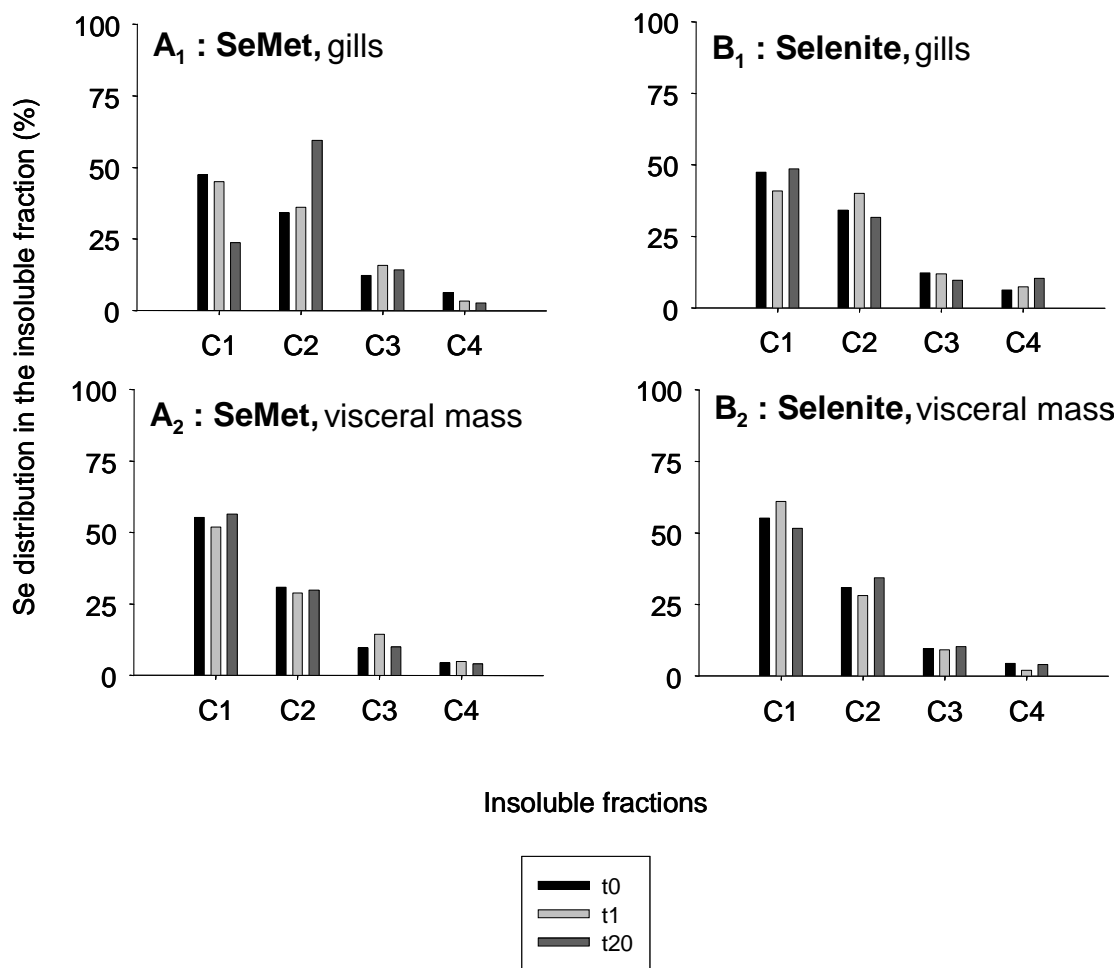 Se distribution in the insoluble fraction (%)
A1 : SeMet, gills
100
75
50
25
0
C1 C2 C3 C4
B1 : Selenite, gills
100
75
50
25
0
C1 C2 C3 C4
A2 : SeMet, visceral mass
100
75
50
25
0
C1 C2 C3 C4
B2 : Selenite, visceral mass
100
75
50
25
0
C1 C2 C3 C4
Insoluble fractions
t0
t1
t20